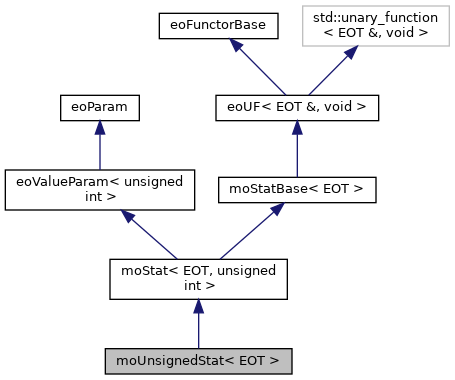 eoFunctorBase
std::unary_function
< EOT &, void >
eoParam
eoUF< EOT &, void >
eoValueParam< unsigned
int >
moStatBase< EOT >
moStat< EOT, unsigned
int >
moUnsignedStat< EOT >